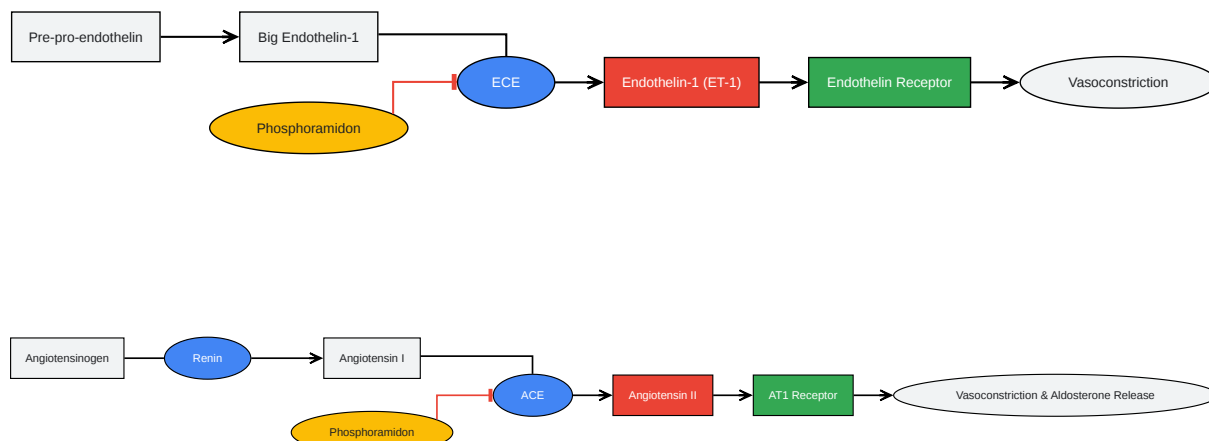 Pre-pro-endothelin
Big Endothelin-1
ECE
Endothelin-1 (ET-1)
Endothelin Receptor
Vasoconstriction
Phosphoramidon
Angiotensinogen
Renin
Angiotensin I
ACE
Angiotensin II
AT1 Receptor
Vasoconstriction & Aldosterone Release
Phosphoramidon